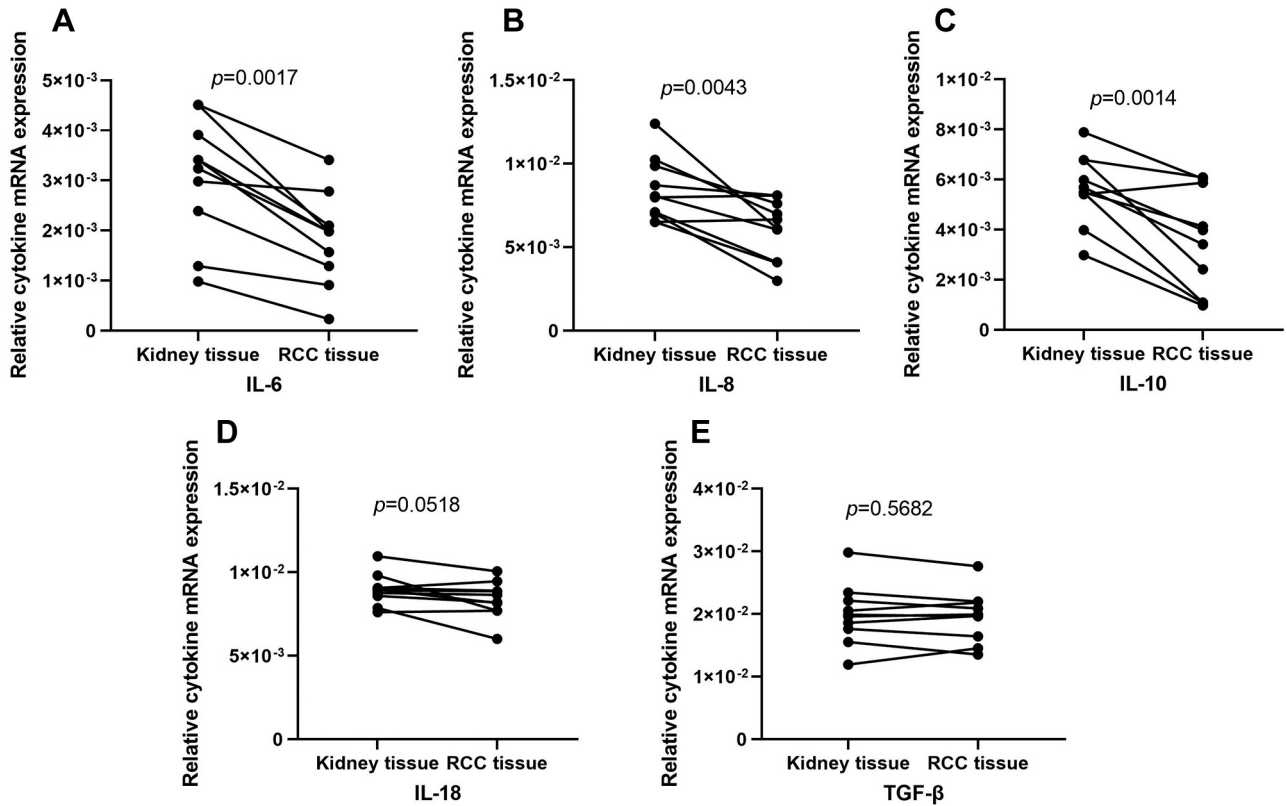 A
Relative cytokine mRNA expression
p=0.0017
5×10⁻³
4×10⁻³
3×10⁻³
2×10⁻³
1×10⁻³
0
Kidney tissue RCC tissue
IL-6
B
Relative cytokine mRNA expression
p=0.0043
1.5×10⁻²
1×10⁻²
5×10⁻³
0
Kidney tissue RCC tissue
IL-8
C
Relative cytokine mRNA expression
p=0.0014
1×10⁻²
8×10⁻³
6×10⁻³
4×10⁻³
2×10⁻³
0
Kidney tissue RCC tissue
IL-10
D
Relative cytokine mRNA expression
p=0.0518
1.5×10⁻²
1×10⁻²
5×10⁻³
0
Kidney tissue RCC tissue
IL-18
E
Relative cytokine mRNA expression
p=0.5682
4×10⁻²
3×10⁻²
2×10⁻²
1×10⁻²
0
Kidney tissue RCC tissue
TGF-β